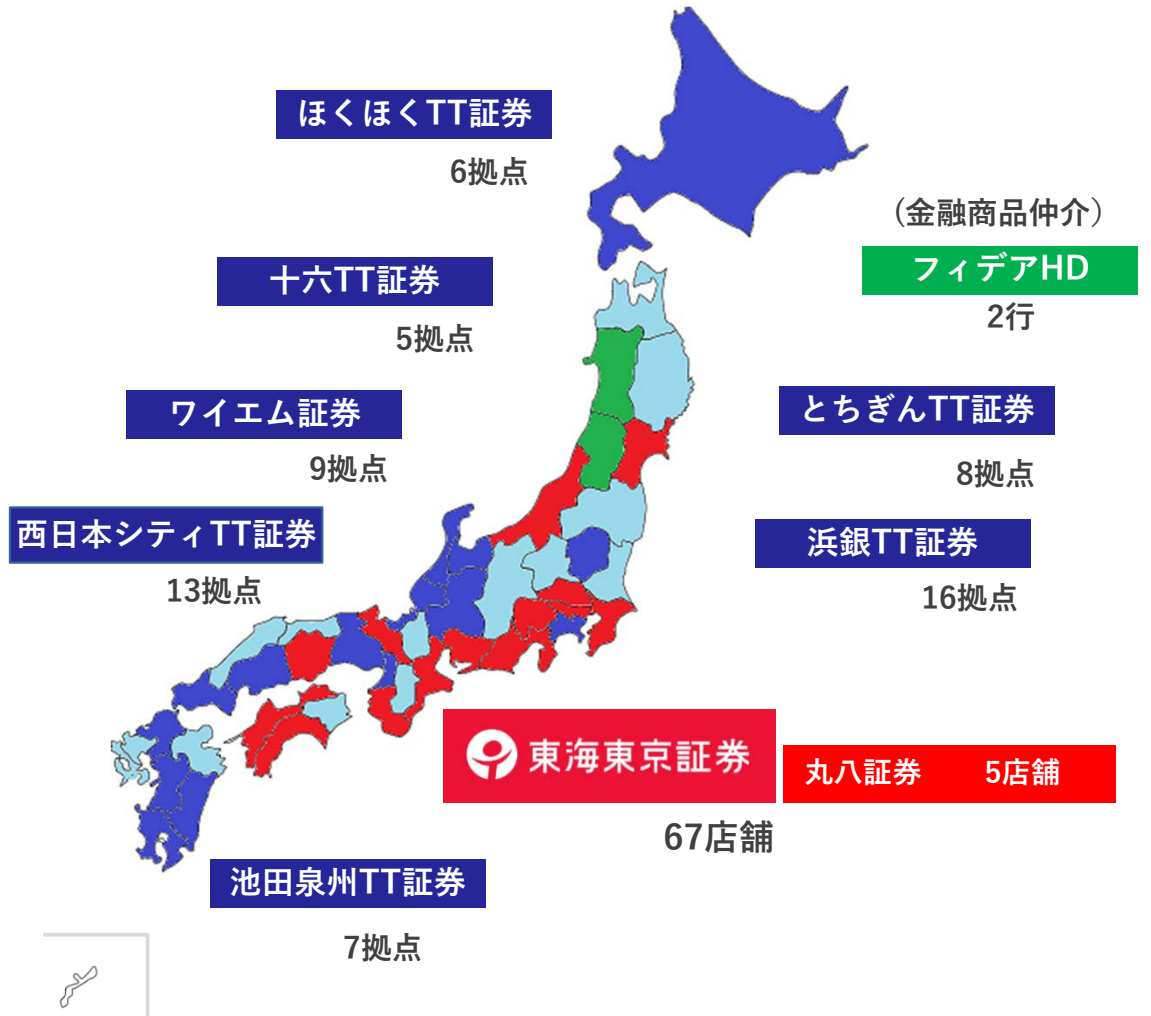 ほくほくTT証券
6拠点
(金融商品仲介)
フィデアHD
2行
十六TT証券
5拠点
ワイエム証券
9拠点
とちぎんTT証券
8拠点
西日本シティTT証券
13拠点
浜銀TT証券
16拠点
東海東京証券
67店舗
丸八証券 5店舗
池田泉州TT証券
7拠点